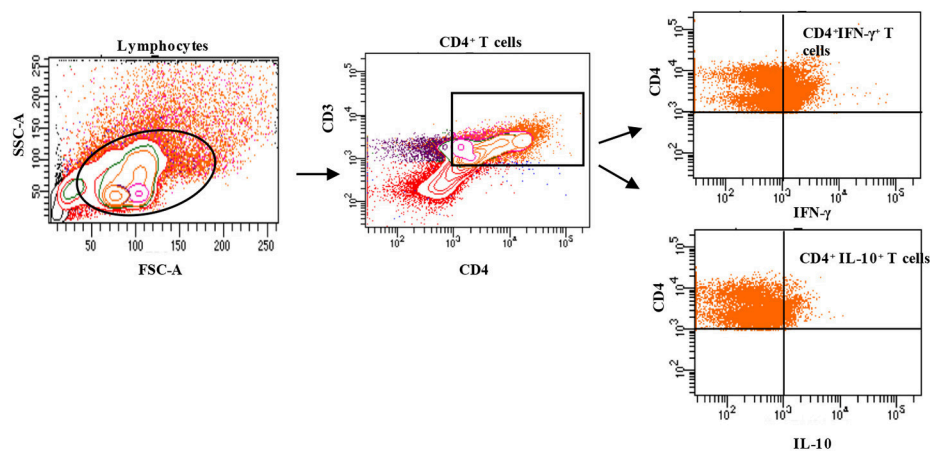 Lymphocytes
SSC-A
250
200
150
100
50
50 100 150 200 250
FSC-A
CD4⁺ T cells
CD3
10⁵
10⁴
10³
10²
10² 10³ 10⁴ 10⁵
CD4
CD4⁺IFN-γ⁺ T
cells
CD4
10⁵
10⁴
10³
10²
10² 10³ 10⁴ 10⁵
IFN-γ
CD4⁺ IL-10⁺ T cells
CD4
10⁵
10⁴
10³
10²
10² 10³ 10⁴ 10⁵
IL-10